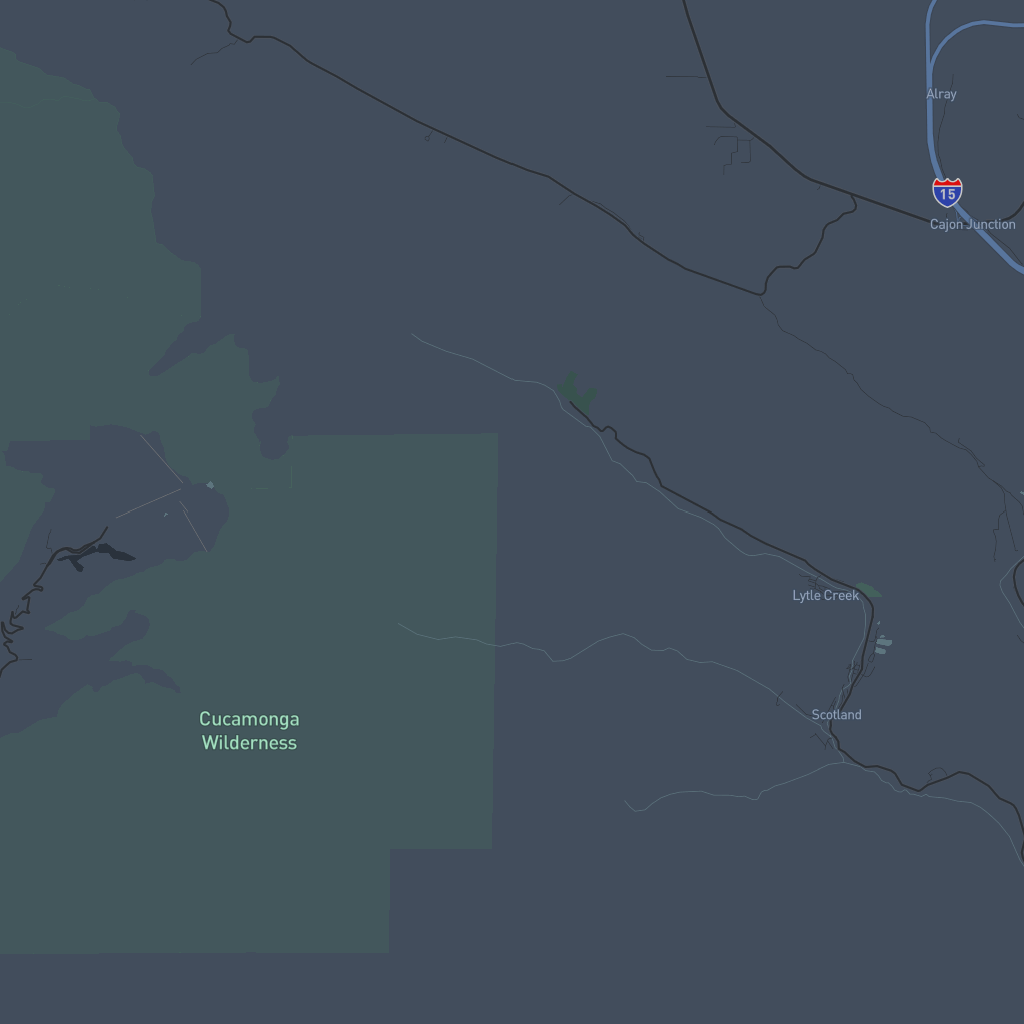 Alray
15
Cajon Junction
Lytle Creek
Scotland
Cucamonga
Wilderness